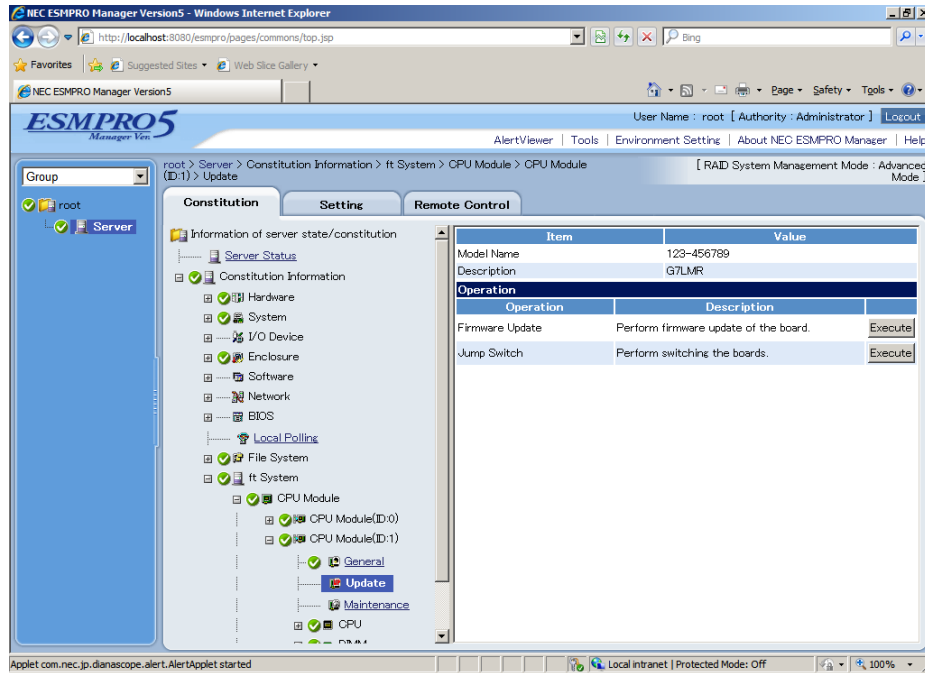 NEC ESMPRO Manager Version5 - Windows Internet Explorer
http://localhost:8080/esmpro/pages/commons/top.jsp
Bing
Favorites
Suggested Sites
Web Slice Gallery
NEC ESMPRO Manager Version5
Page
Safety
Tools
ESMPRO5
Manager Ver.
User Name : root [ Authority : Administrator ]
Logout
AlertViewer | Tools | Environment Setting | About NEC ESMPRO Manager | Help
Group
root > Server > Constitution Information > ft System > CPU Module > CPU Module
(ID:1) > Update
[ RAID System Management Mode : Advanced
Mode ]
root
Server
Constitution
Setting
Remote Control
Information of server state/constitution
Server Status
Constitution Information
Hardware
System
I/O Device
Enclosure
Software
Network
BIOS
Local Polling
File System
ft System
CPU Module
CPU Module(ID:0)
CPU Module(ID:1)
General
Update
Maintenance
CPU
DIMM
Item Value
Model Name 123-456789
Description G7LMR
Operation
Operation Description
Firmware Update Perform firmware update of the board. Execute
Jump Switch Perform switching the boards. Execute
Applet com.nec.jp.dianascope.alert.AlertApplet started
Local intranet | Protected Mode: Off
100%